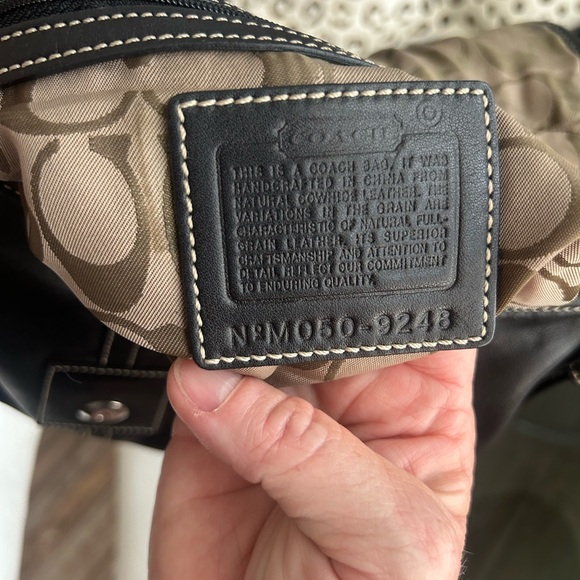 COACH
THIS IS A COACH BAG. IT WAS
HANDCRAFTED IN CHINA FROM
NATURAL COWHIDE LEATHER. THE
VARIATIONS IN THE GRAIN ARE
CHARACTERISTIC OF NATURAL FULL-
GRAIN LEATHER. ITS SUPERIOR
CRAFTSMANSHIP AND ATTENTION TO
DETAIL REFLECT OUR COMMITMENT
TO ENDURING QUALITY.
NºM050-9248